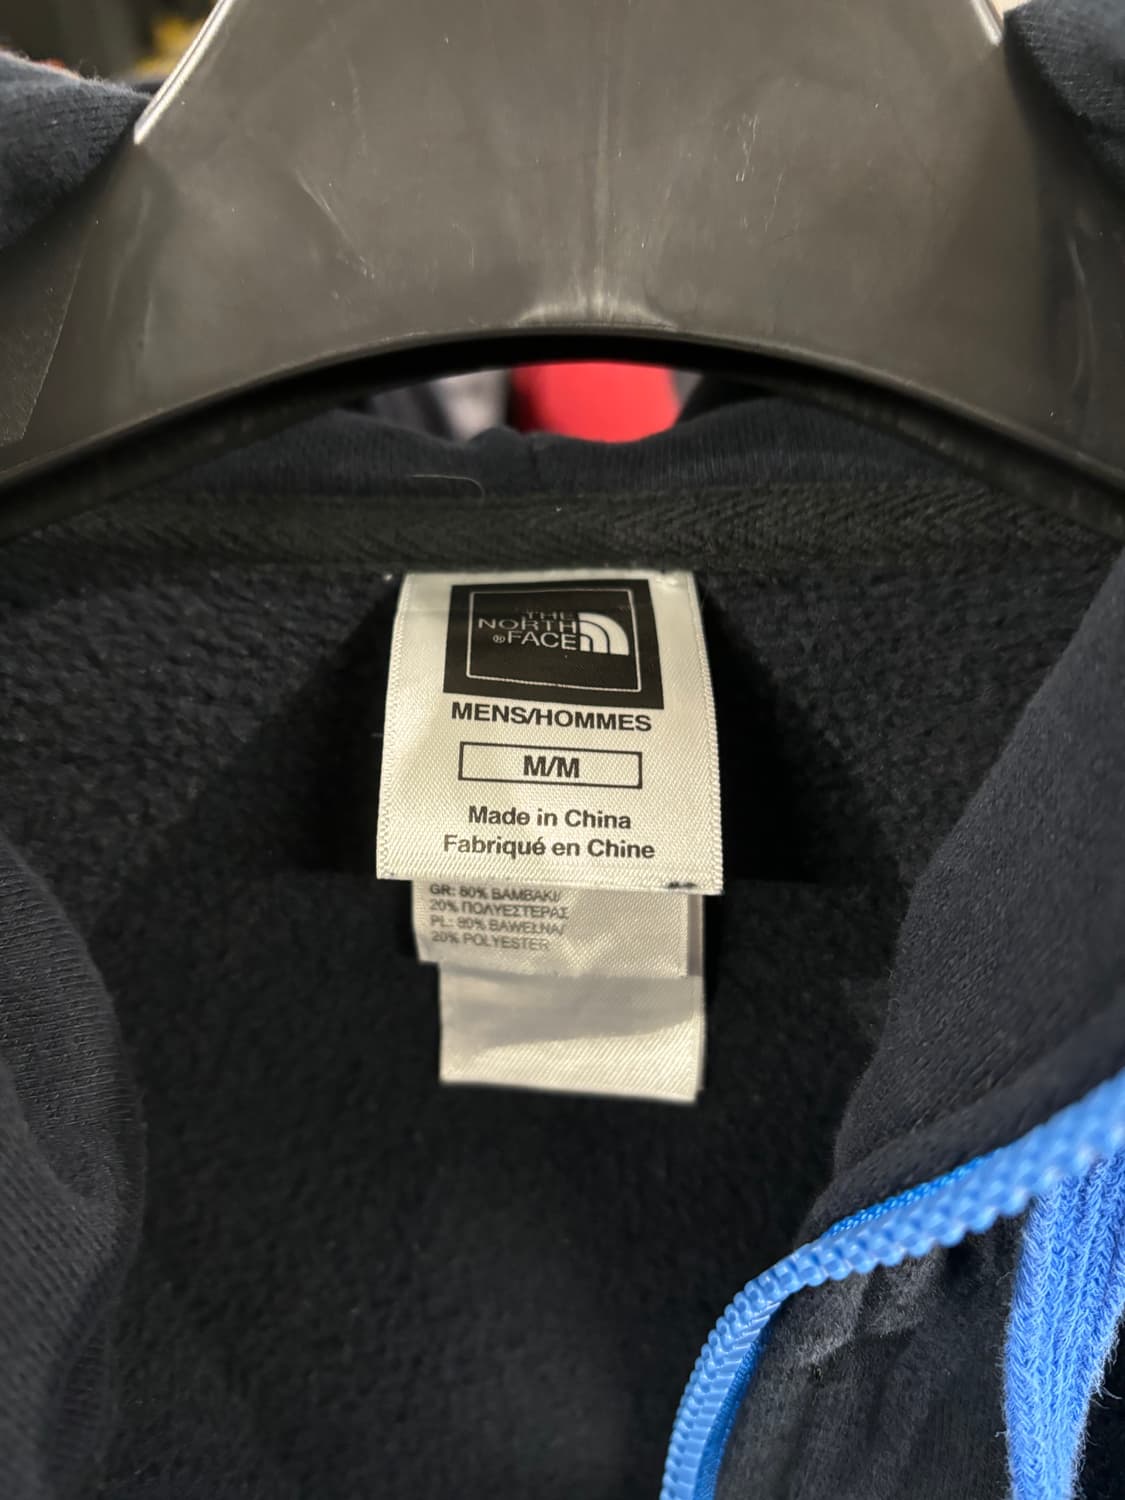 THE
NORTH
®FACE
MENS/HOMMES
M/M
Made in China
Fabriqué en Chine
GR: 80% ΒΑΜΒΑΚΙ/
20% ΠΟΛΥΕΣΤΕΡΑΣ
PL: 80% BAWEŁNA/
20% POLYESTER